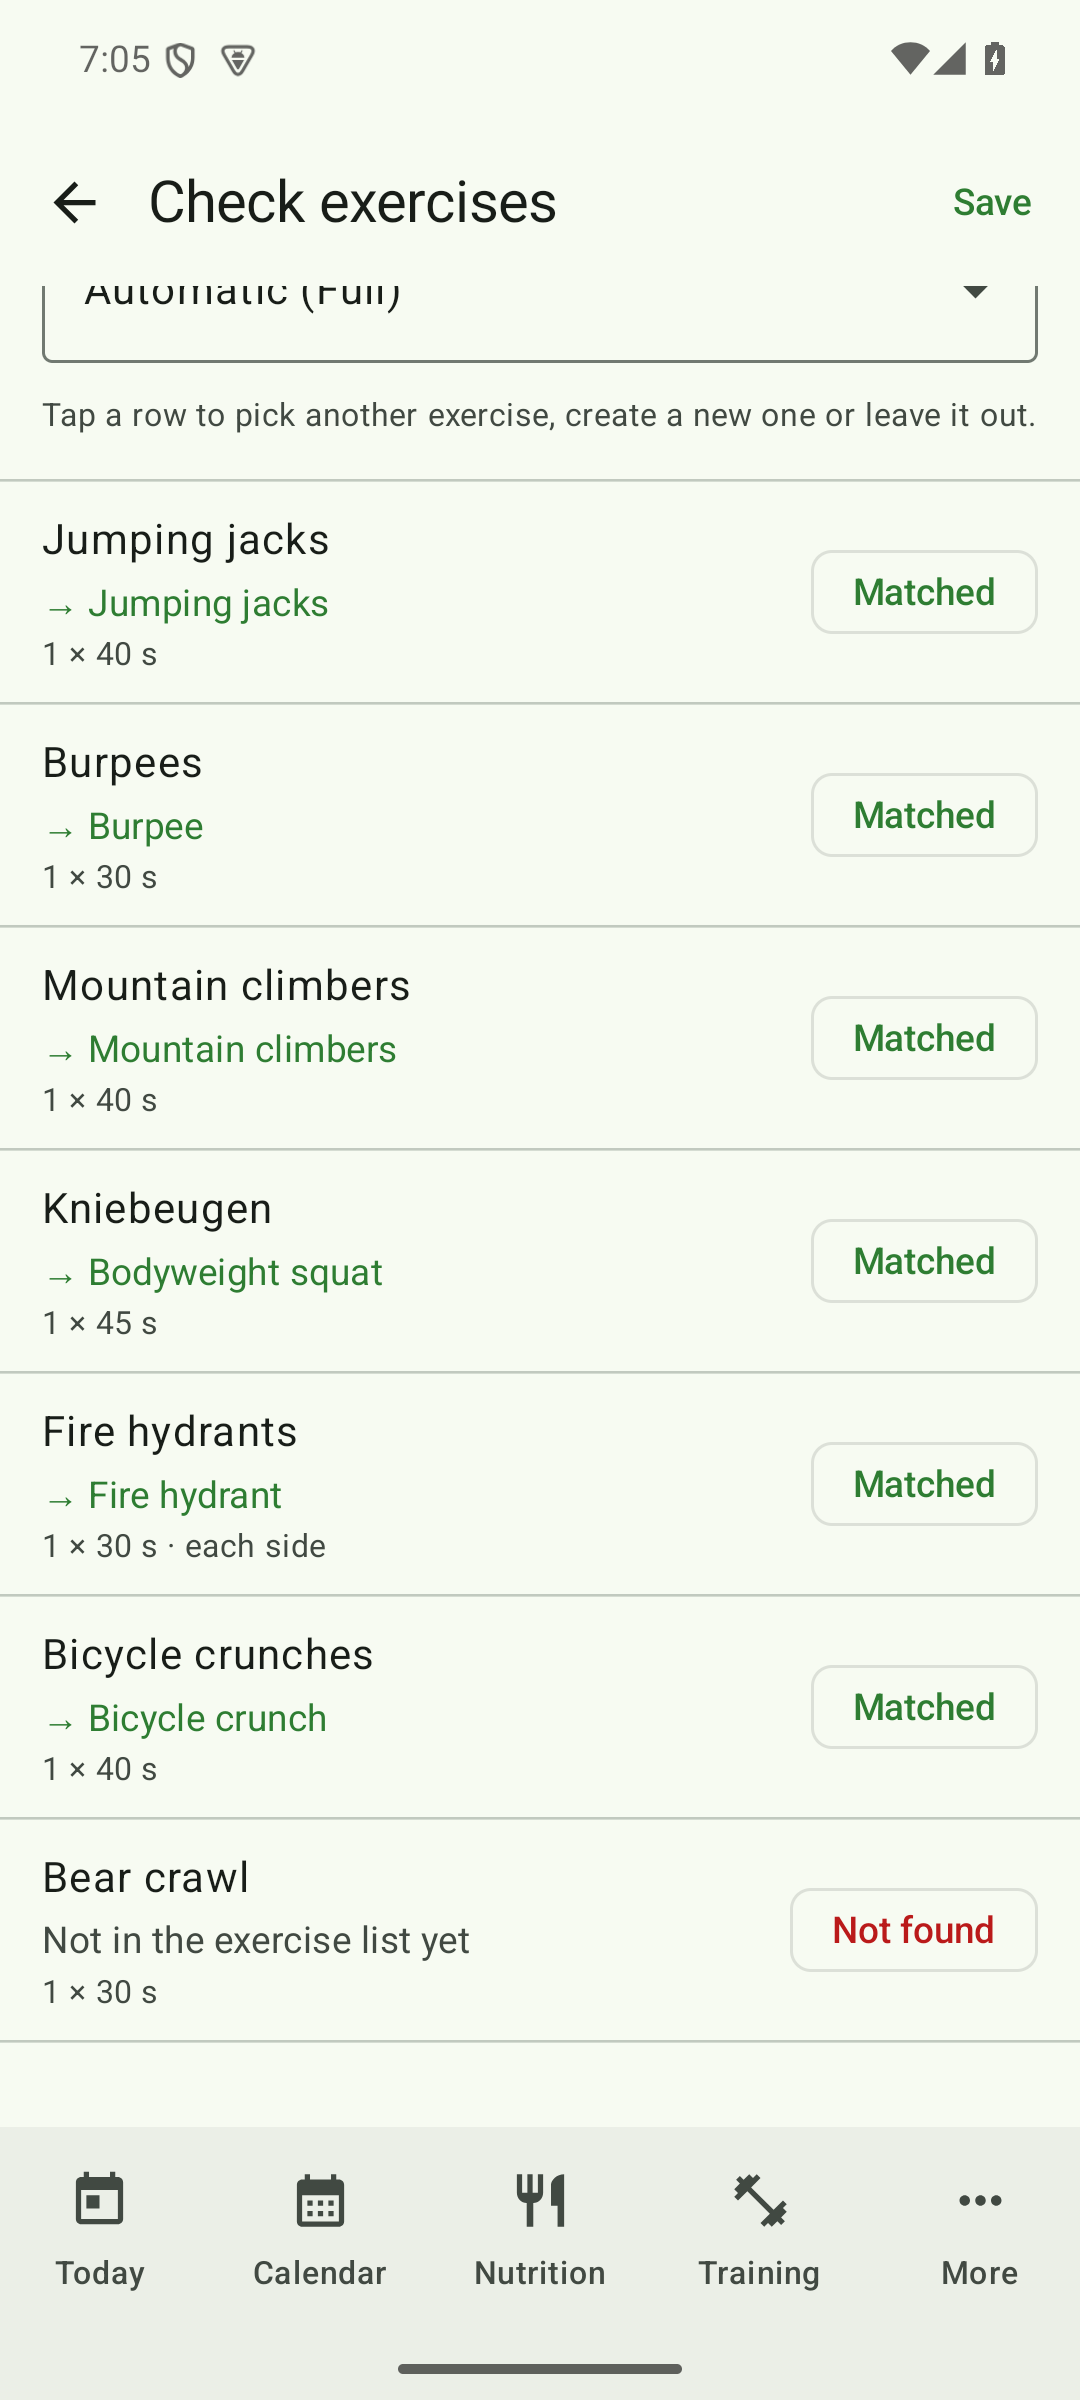 7:05
Check exercises
Save
Automatic (Full)
Tap a row to pick another exercise, create a new one or leave it out.
Jumping jacks
→ Jumping jacks
1 × 40 s
Matched
Burpees
→ Burpee
1 × 30 s
Matched
Mountain climbers
→ Mountain climbers
1 × 40 s
Matched
Kniebeugen
→ Bodyweight squat
1 × 45 s
Matched
Fire hydrants
→ Fire hydrant
1 × 30 s · each side
Matched
Bicycle crunches
→ Bicycle crunch
1 × 40 s
Matched
Bear crawl
Not in the exercise list yet
1 × 30 s
Not found
Today
Calendar
Nutrition
Training
More